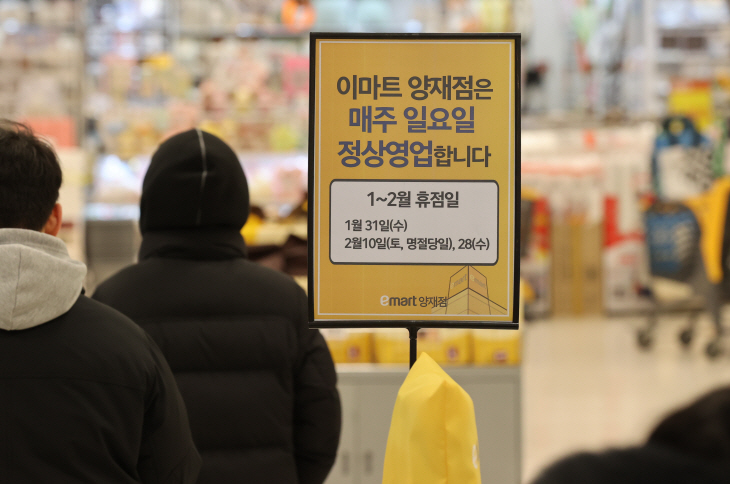 이마트 양재점은
매주 일요일
정상영업합니다
1~2월 휴점일
1월 31일(수)
2월10일(토, 명절당일), 28(수)
emart 양재점